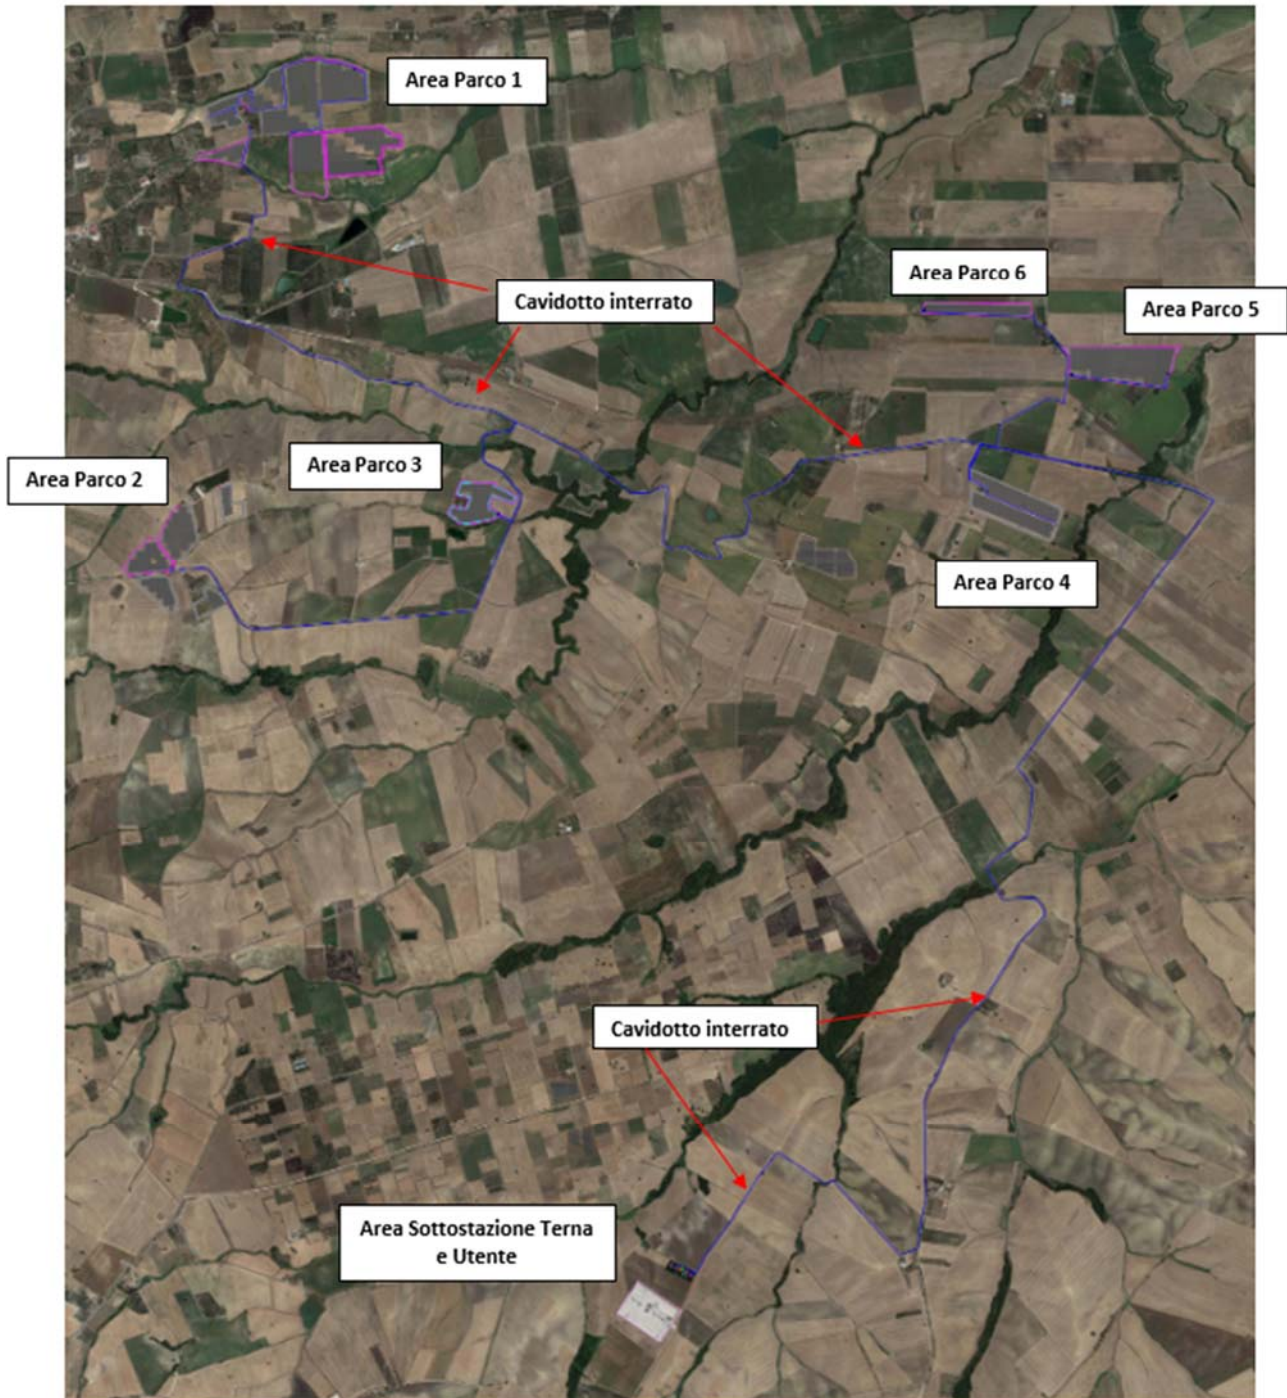 Area Parco 1
Area Parco 6
Cavidotto interrato
Area Parco 5
Area Parco 3
Area Parco 2
Area Parco 4
Cavidotto interrato
Area Sottostazione Terna
e Utente